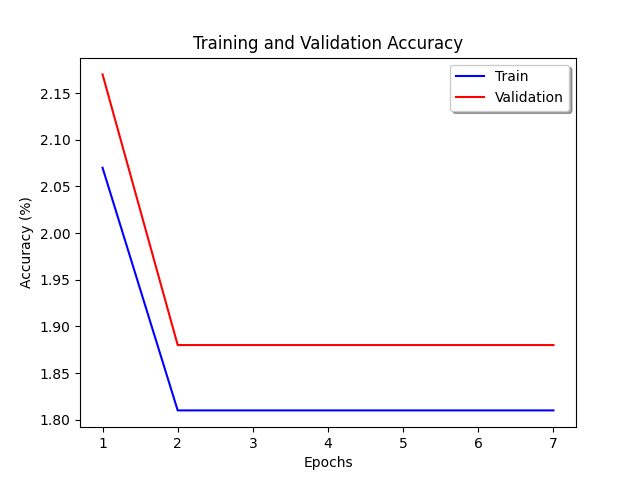 Training and Validation Accuracy
Train
Validation
2.15
2.10
2.05
2.00
1.95
1.90
1.85
1.80
Accuracy (%)
1 2 3 4 5 6 7
Epochs